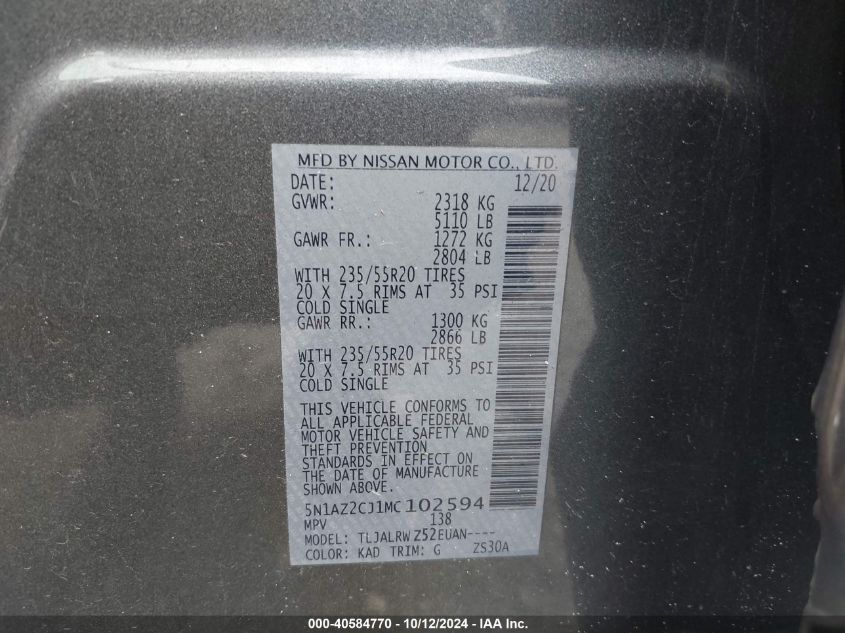 MFD BY NISSAN MOTOR CO., LTD.
DATE: 12/20
GVWR: 2318 KG
5110 LB
GAWR FR.: 1272 KG
2804 LB
WITH 235/55R20 TIRES
20 X 7.5 RIMS AT 35 PSI
COLD SINGLE
GAWR RR.: 1300 KG
2866 LB
WITH 235/55R20 TIRES
20 X 7.5 RIMS AT 35 PSI
COLD SINGLE
THIS VEHICLE CONFORMS TO
ALL APPLICABLE FEDERAL
MOTOR VEHICLE SAFETY AND
THEFT PREVENTION
STANDARDS IN EFFECT ON
THE DATE OF MANUFACTURE
SHOWN ABOVE.
5N1AZ2CJ1MC102594
MPV 138
MODEL: TLJALRW Z52EUAN----
COLOR: KAD TRIM: G ZS30A
000-40584770 - 10/12/2024 - IAA Inc.